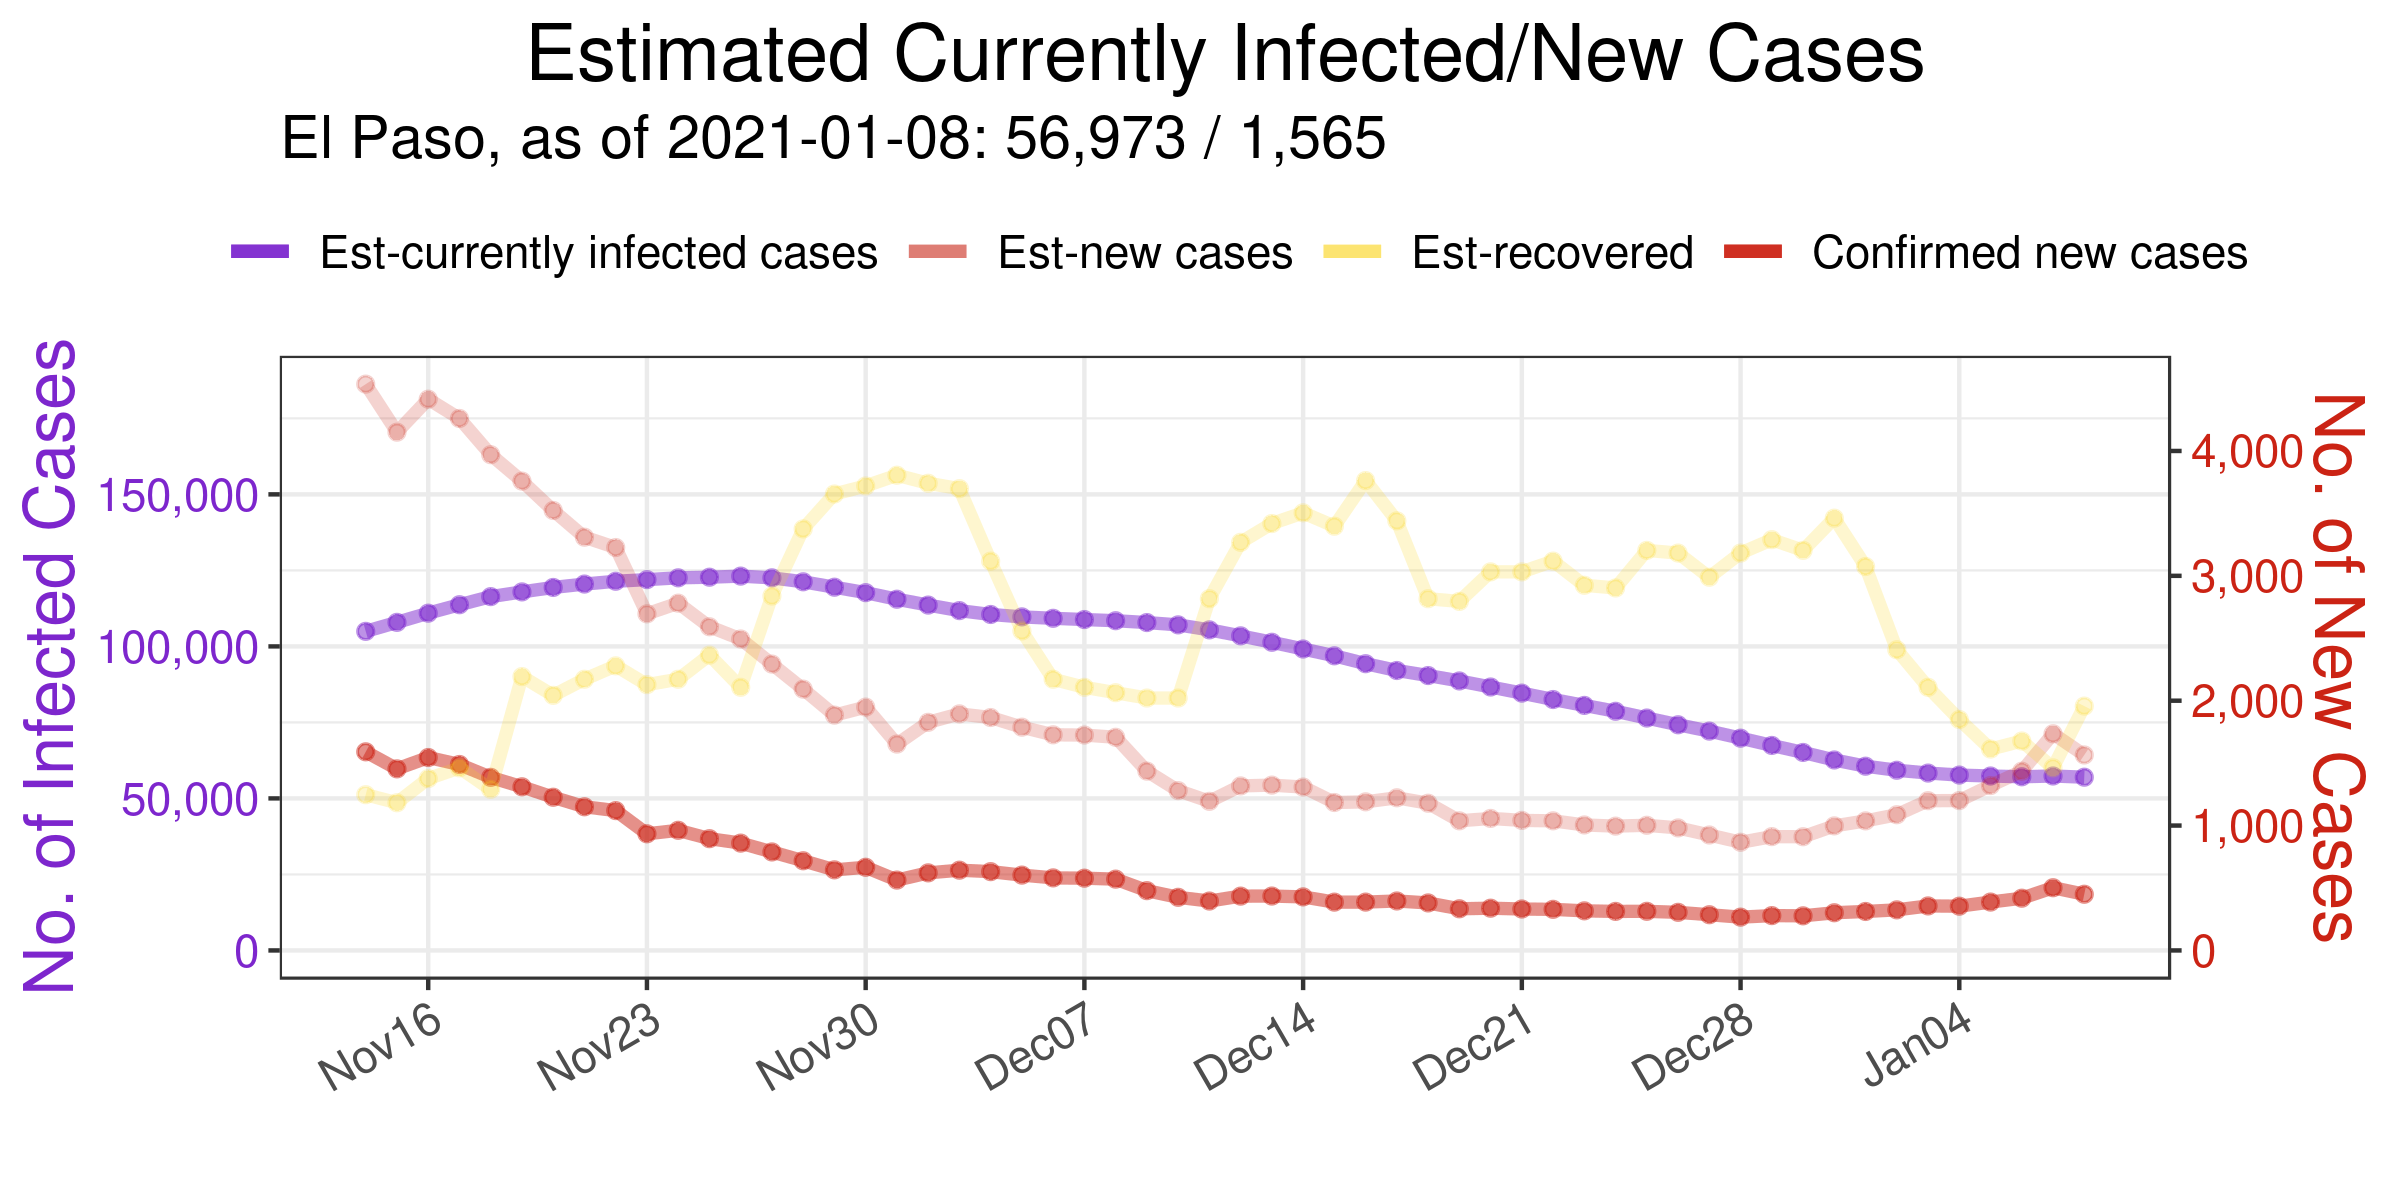 Estimated Currently Infected/New Cases
El Paso, as of 2021-01-08: 56,973 / 1,565
Est-currently infected cases Est-new cases Est-recovered Confirmed new cases
No. of Infected Cases
150,000
100,000
50,000
0
4,000
3,000
2,000
1,000
0
No. of New Cases
Nov16 Nov23 Nov30 Dec07 Dec14 Dec21 Dec28 Jan04